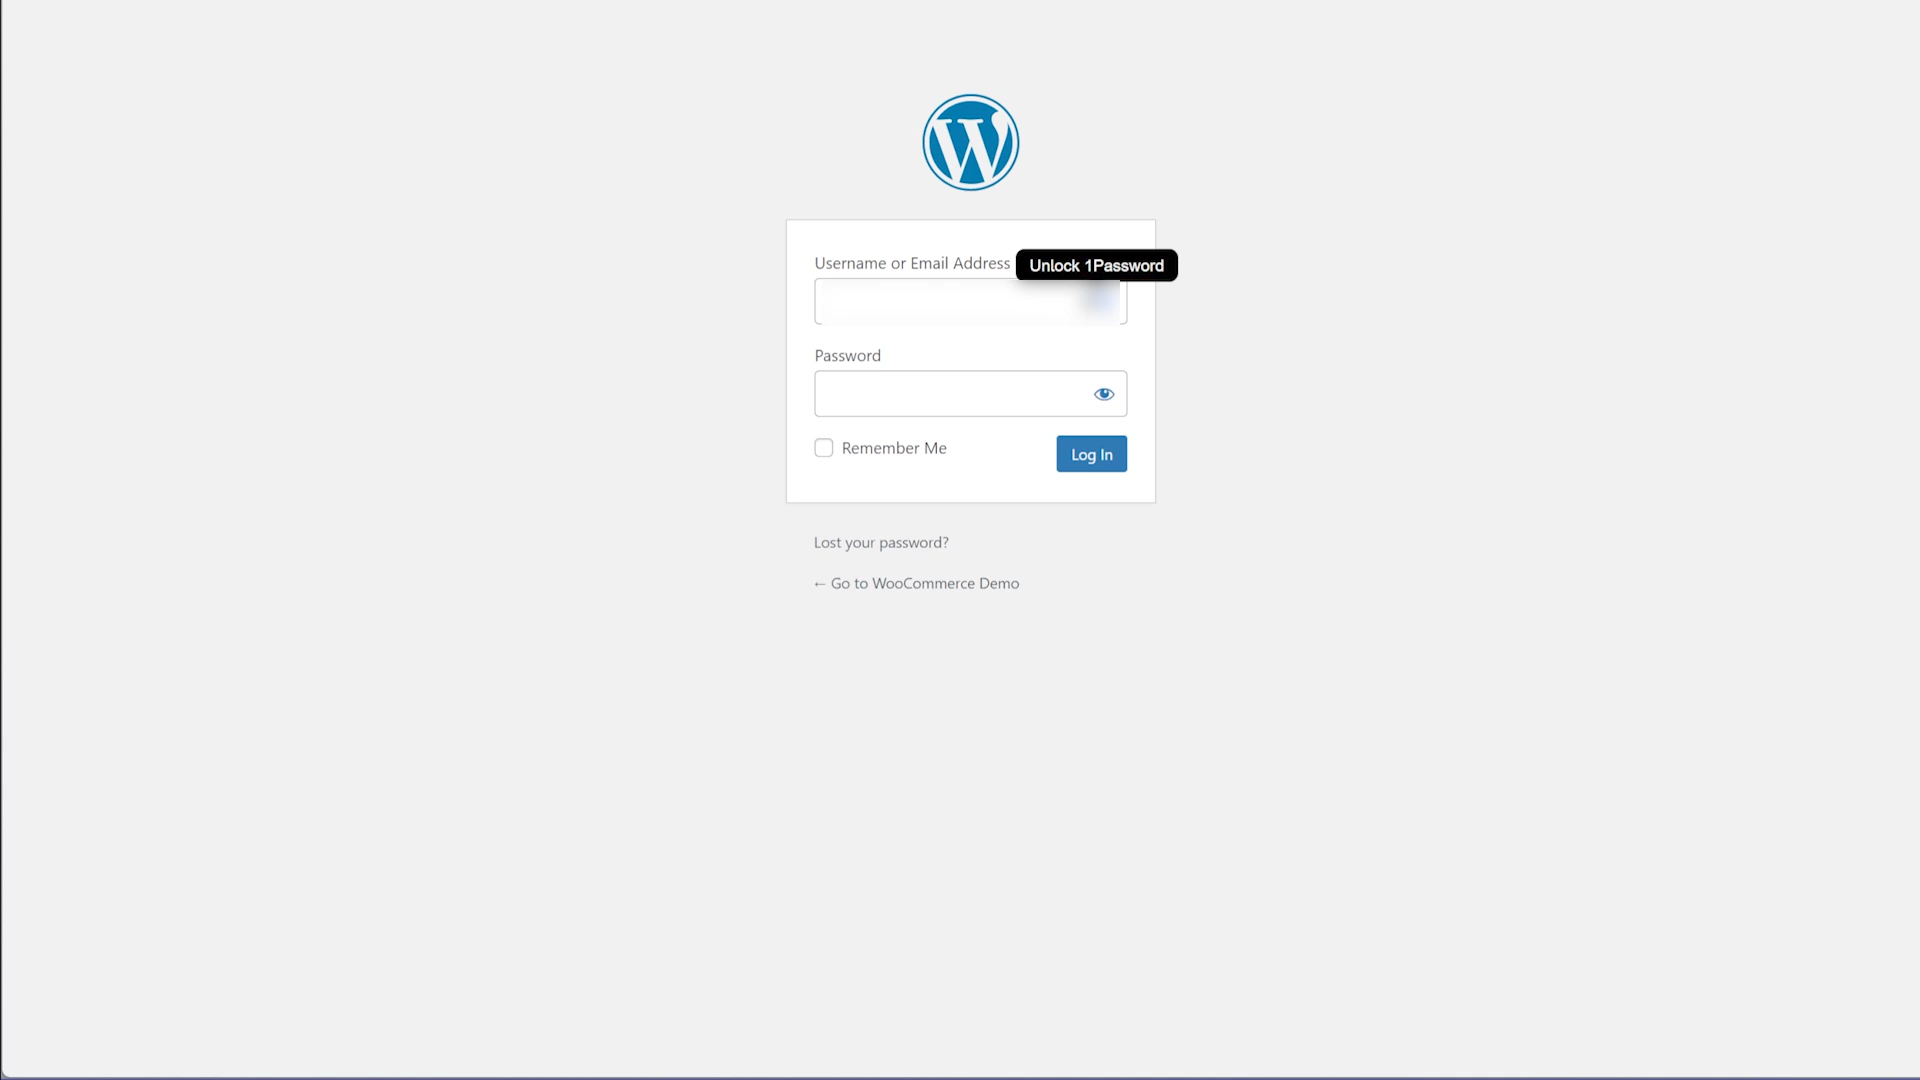 Username or Email Address
Unlock 1Password
Password
Remember Me
Log In
Lost your password?
← Go to WooCommerce Demo